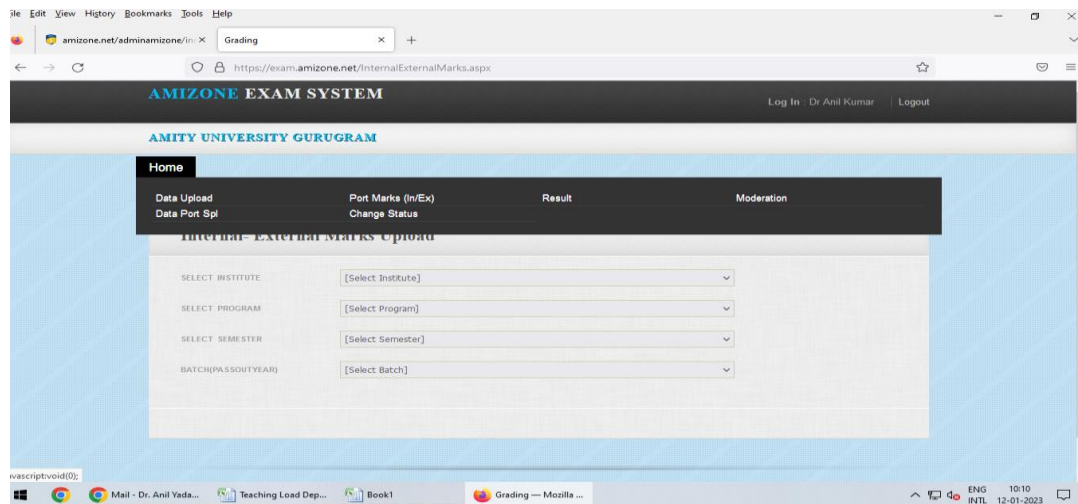 ile Edit View History Bookmarks Tools Help
amizone.net/adminamizone/in × Grading × +
https://exam.amizone.net/InternalExternalMarks.aspx
AMIZONE EXAM SYSTEM
Log In : Dr Anil Kumar | Logout
AMITY UNIVERSITY GURUGRAM
Home
Data Upload Port Marks (In/Ex) Result Moderation
Data Port Spl Change Status
Internal- External Marks Upload
SELECT INSTITUTE [Select Institute]
SELECT PROGRAM [Select Program]
SELECT SEMESTER [Select Semester]
BATCH(PASSOUTYEAR) [Select Batch]
avascript:void(0);
Mail - Dr. Anil Yada... Teaching Load Dep... Book1 Grading — Mozilla ... ENG 10:10
INTL 12-01-2023